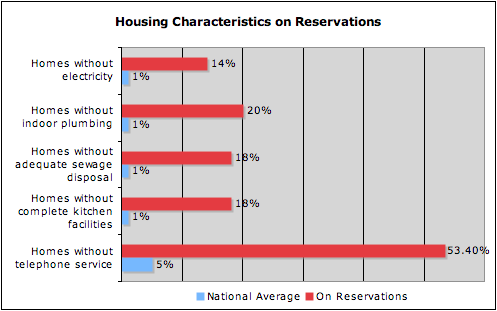 Housing Characteristics on Reservations
Homes without
electricity
14%
1%
Homes without
indoor plumbing
20%
1%
Homes without
adequate sewage
disposal
18%
1%
Homes without
complete kitchen
facilities
18%
1%
Homes without
telephone service
53.40%
5%
National Average
On Reservations